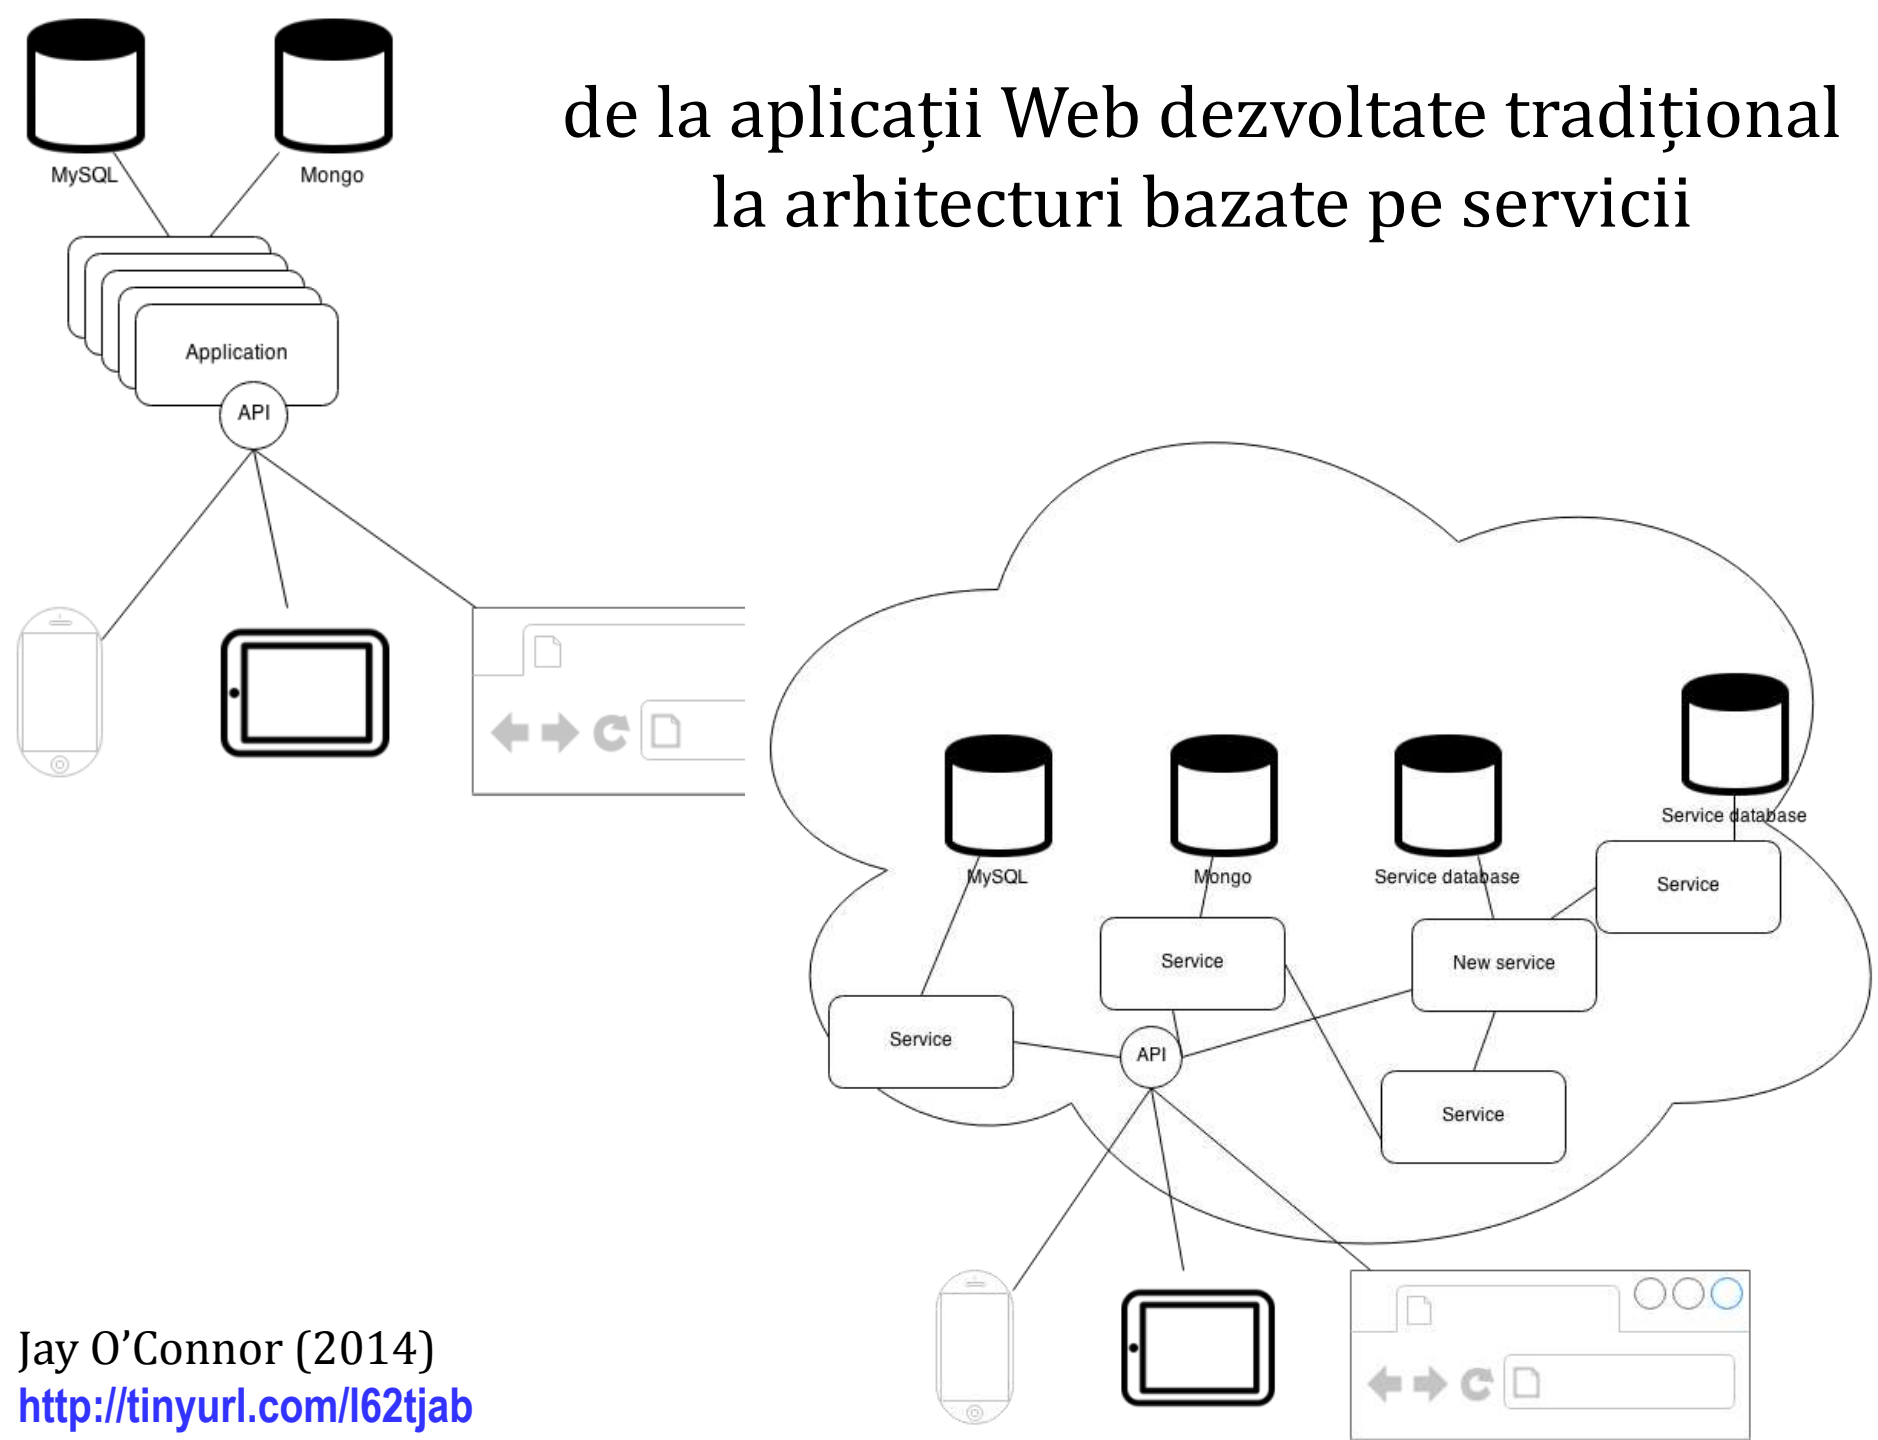 de la aplicații Web dezvoltate tradițional
la arhitecturi bazate pe servicii
MySQL
Mongo
Application
API
Service database
MySQL
Mongo
Service database
Service
Service
New service
Service
API
Service
Jay O’Connor (2014)
http://tinyurl.com/l62tjab